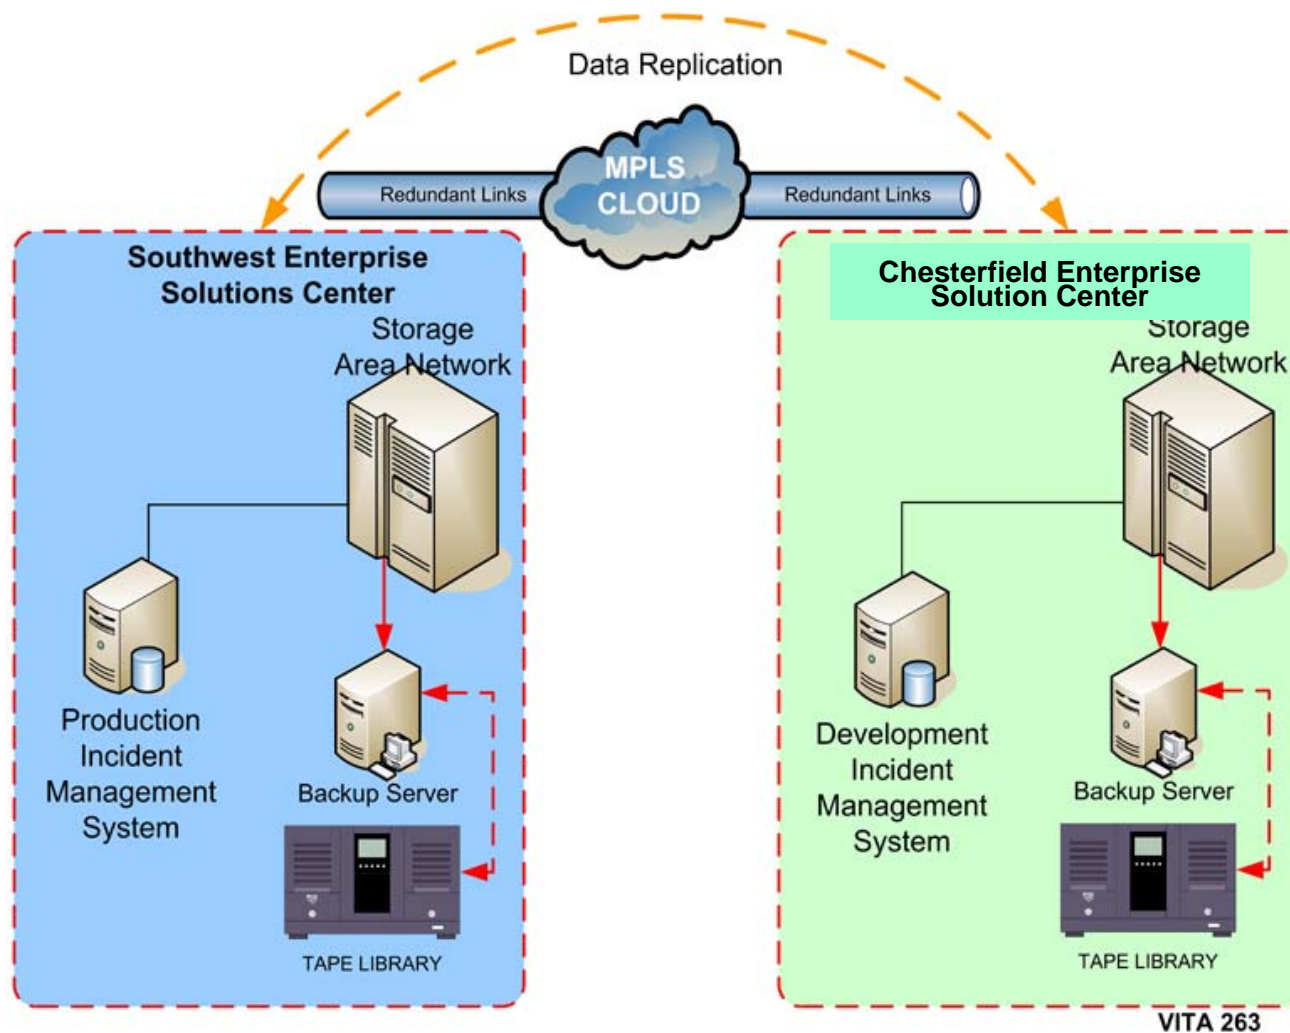 Data Replication
MPLS
CLOUD
Redundant Links
Redundant Links
Southwest Enterprise
Solutions Center
Storage
Area Network
Production
Incident
Management
System
Backup Server
TAPE LIBRARY
Chesterfield Enterprise
Solution Center
Storage
Area Network
Development
Incident
Management
System
Backup Server
TAPE LIBRARY
VITA 263